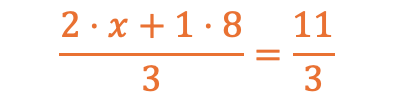 (2 · x + 1 · 8)/3 = 11/3